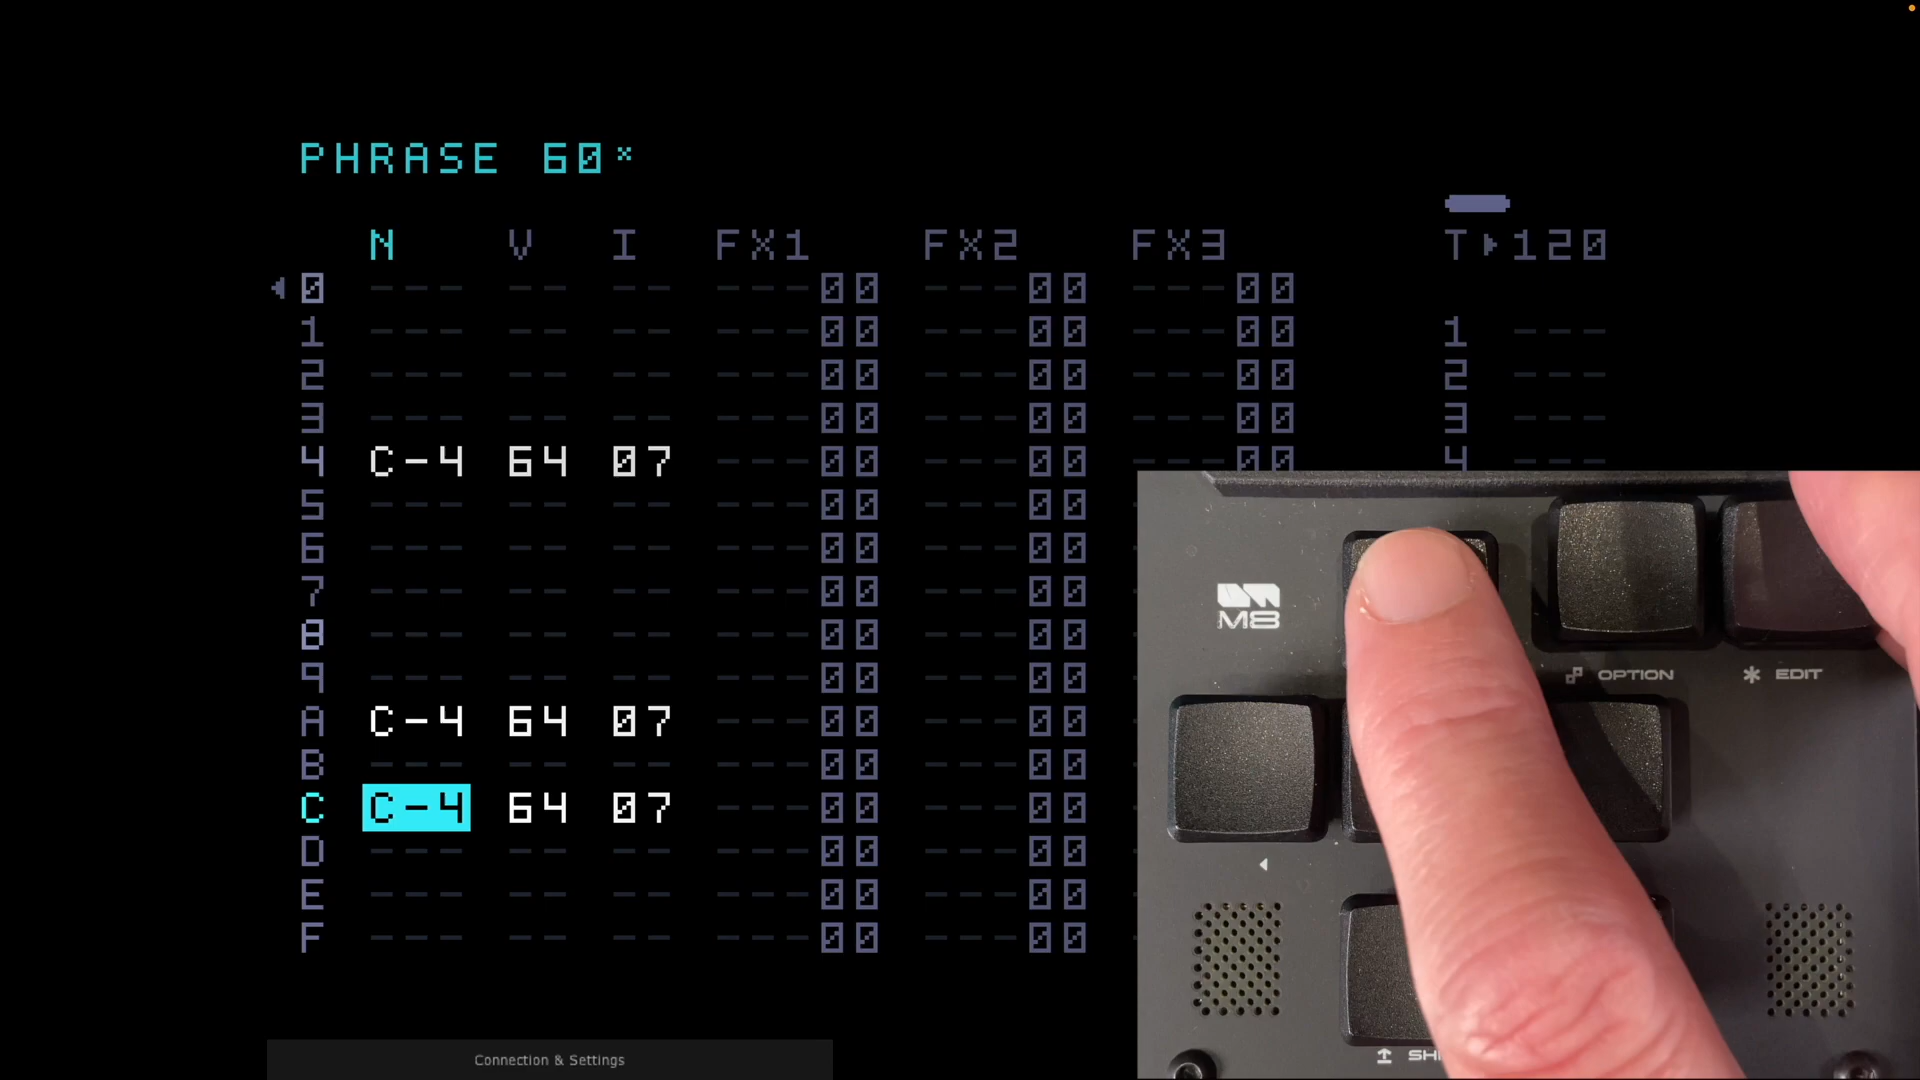 PHRASE 60*
N V I FX1 FX2 FX3 T▸120
0 --- -- -- ---00 ---00 ---00
1 --- -- -- ---00 ---00 ---00 1 ---
2 --- -- -- ---00 ---00 ---00 2 ---
3 --- -- -- ---00 ---00 ---00 3 ---
4 C-4 64 07 ---00 ---00 ---00 4
5 --- -- -- ---00 ---00
6 --- -- -- ---00 ---00
7 --- -- -- ---00 ---00
8 --- -- -- ---00 ---00
9 --- -- -- ---00 ---00
A C-4 64 07 ---00 ---00
B --- -- -- ---00 ---00
C C-4 64 07 ---00 ---00
D --- -- -- ---00 ---00
E --- -- -- ---00 ---00
F --- -- -- ---00 ---00
Connection & Settings
M8
OPTION
EDIT